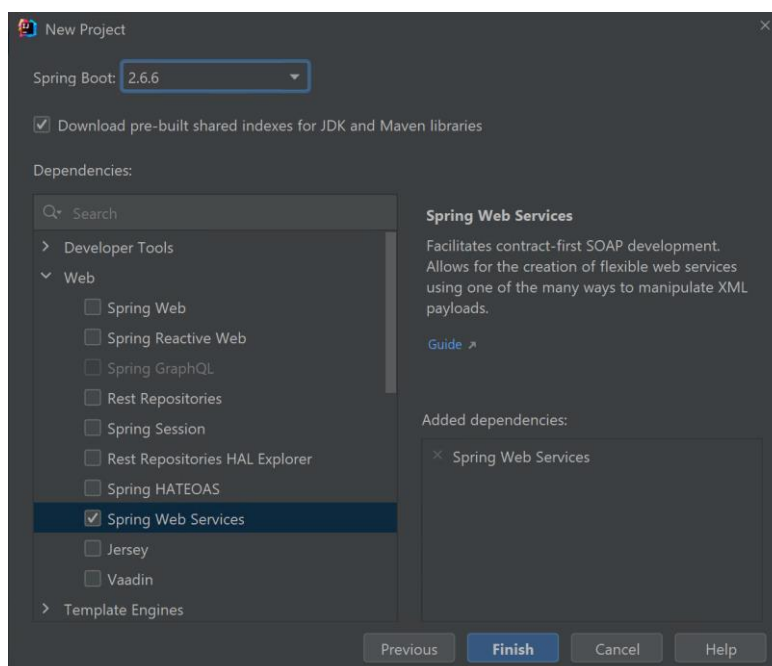 New Project
Spring Boot: 2.6.6
Download pre-built shared indexes for JDK and Maven libraries
Dependencies:
Search
Developer Tools
Web
Spring Web
Spring Reactive Web
Spring GraphQL
Rest Repositories
Spring Session
Rest Repositories HAL Explorer
Spring HATEOAS
Spring Web Services
Jersey
Vaadin
Template Engines
Spring Web Services
Facilitates contract-first SOAP development.
Allows for the creation of flexible web services
using one of the many ways to manipulate XML
payloads.
Guide
Added dependencies:
Spring Web Services
Previous
Finish
Cancel
Help